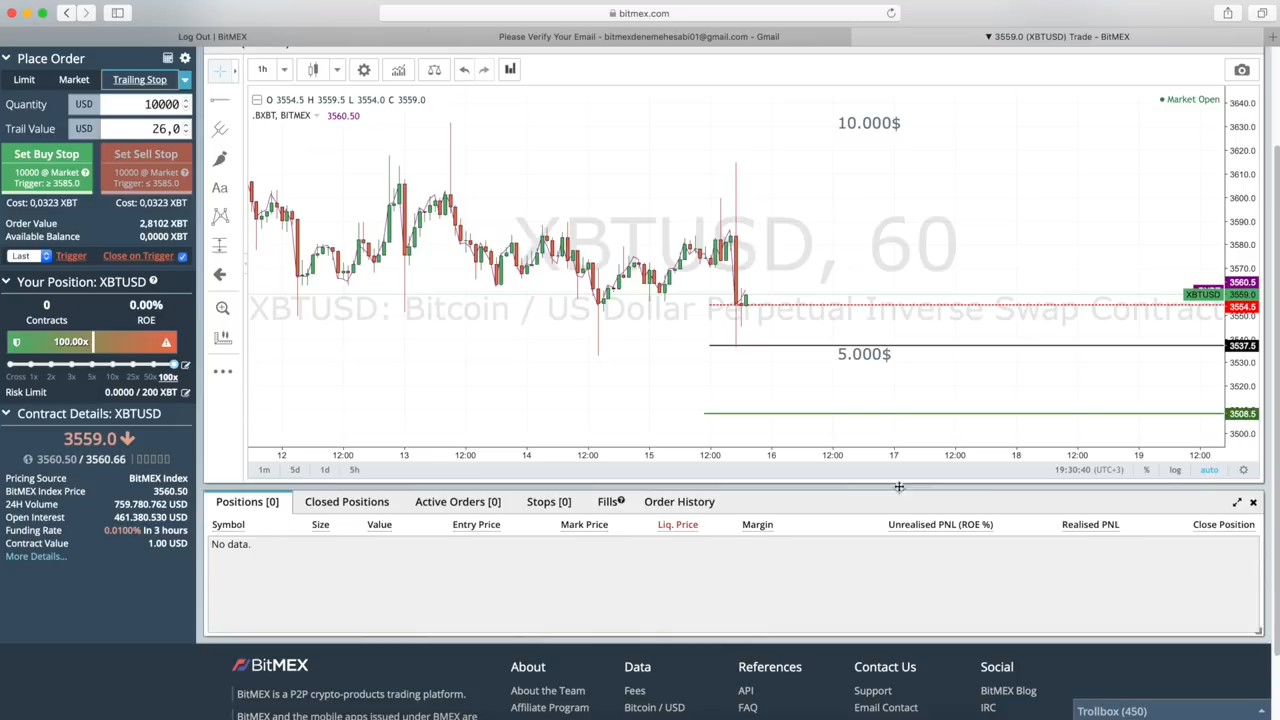 bitmex.com
Log Out | BitMEX
Please Verify Your Email - bitmexdenemehesabi01@gmail.com - Gmail
▼ 3559.0 (XBTUSD) Trade - BitMEX
Place Order
Limit Market Trailing Stop
Quantity USD 10000
Trail Value USD 26,0
Set Buy Stop
10000 @ Market
Trigger: ≥ 3585.0
Set Sell Stop
10000 @ Market
Trigger: ≤ 3585.0
Cost: 0,0323 XBT Cost: 0,0323 XBT
Order Value 2,8102 XBT
Available Balance 0,0000 XBT
Last Trigger Close on Trigger
Your Position: XBTUSD
0 0.00%
Contracts ROE
100.00x
Cross 1x 2x 3x 5x 10x 25x 50x 100x
Risk Limit 0.0000 / 200 XBT
Contract Details: XBTUSD
3559.0
3560.50 / 3560.66
Pricing Source BitMEX Index
BitMEX Index Price 3560.50
24H Volume 759.780.762 USD
Open Interest 461.380.530 USD
Funding Rate 0.0100% in 3 hours
Contract Value 1.00 USD
More Details...
1h
O 3554.5 H 3559.5 L 3554.0 C 3559.0
.BXBT, BITMEX 3560.50
Market Open
Aa
10.000$
5.000$
XBTUSD, 60
XBTUSD: Bitcoin / US Dollar Perpetual Inverse Swap Contract
3640.0
3630.0
3620.0
3610.0
3600.0
3590.0
3580.0
3570.0
3560.5
XBTUSD 3559.0
3554.5
3550.0
3537.5
3530.0
3520.0
3508.5
3500.0
12 12:00 13 12:00 14 12:00 15 12:00 16 12:00 17 12:00 18 12:00 19 12:00
1m 5d 1d 5h
19:30:40 (UTC+3) % log auto
Positions [0] Closed Positions Active Orders [0] Stops [0] Fills Order History
Symbol Size Value Entry Price Mark Price Liq. Price Margin Unrealised PNL (ROE %) Realised PNL Close Position
No data.
BitMEX
BitMEX is a P2P crypto-products trading platform.
BitMEX and the mobile apps issued under BMEX are
About
About the Team
Affiliate Program
Data
Fees
Bitcoin / USD
References
API
FAQ
Contact Us
Support
Email Contact
Social
BitMEX Blog
IRC
Trollbox (450)